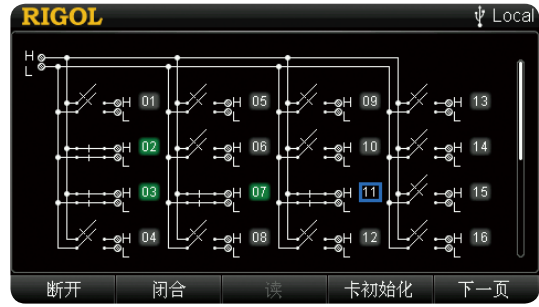 RIGOL Local
H
L
H 01 H 05 H 09 H 13
L L L L
H 02 H 06 H 10 H 14
L L L L
H 03 H 07 H 11 H 15
L L L L
H 04 H 08 H 12 H 16
L L L L
断开 闭合 读 卡初始化 下一页